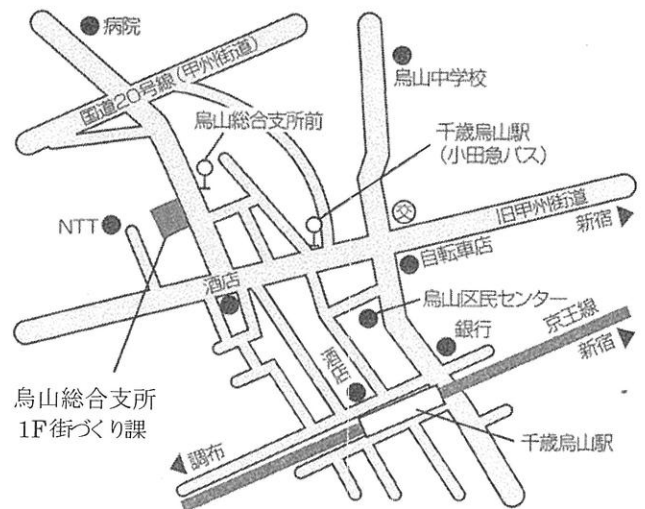 病院
国道20号線(甲州街道)
烏山総合支所前
烏山中学校
千歳烏山駅
(小田急バス)
交
旧甲州街道
新宿
NTT
自転車店
酒店
烏山区民センター
銀行
京王線
新宿
酒店
烏山総合支所
1F街づくり課
調布
千歳烏山駅